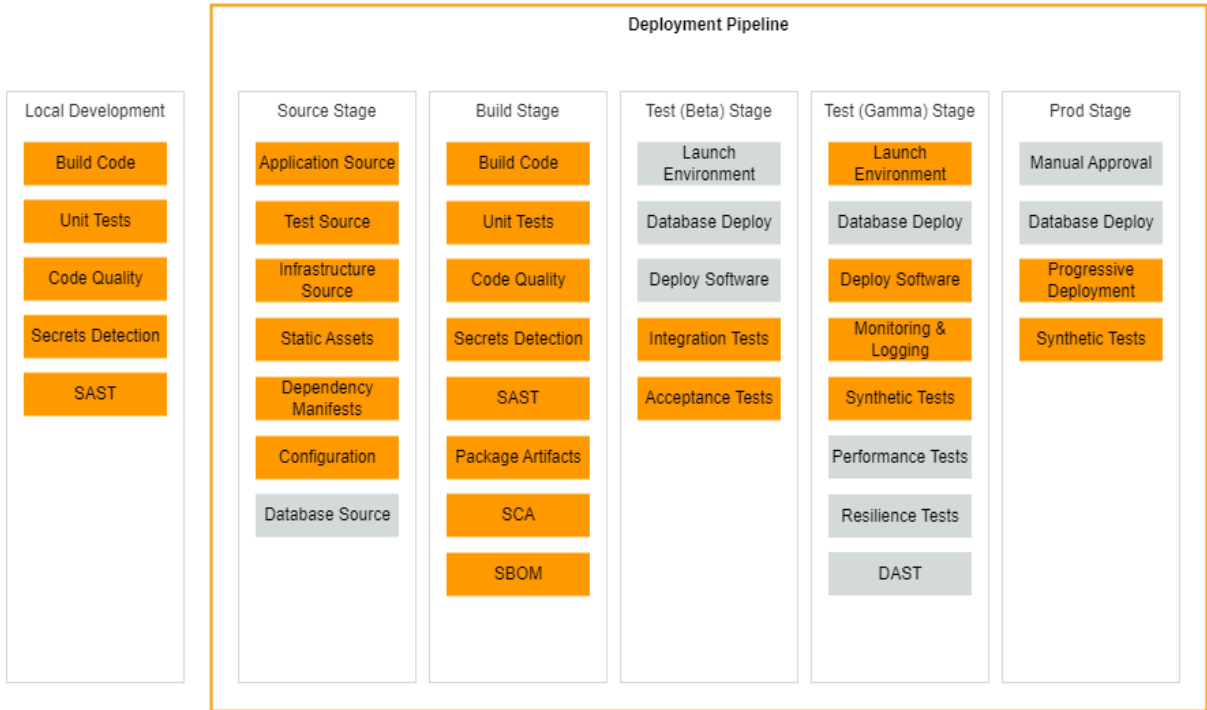 Deployment Pipeline
Local Development
Build Code
Unit Tests
Code Quality
Secrets Detection
SAST
Source Stage
Application Source
Test Source
Infrastructure
Source
Static Assets
Dependency
Manifests
Configuration
Database Source
Build Stage
Build Code
Unit Tests
Code Quality
Secrets Detection
SAST
Package Artifacts
SCA
SBOM
Test (Beta) Stage
Launch
Environment
Database Deploy
Deploy Software
Integration Tests
Acceptance Tests
Test (Gamma) Stage
Launch
Environment
Database Deploy
Deploy Software
Monitoring &
Logging
Synthetic Tests
Performance Tests
Resilience Tests
DAST
Prod Stage
Manual Approval
Database Deploy
Progressive
Deployment
Synthetic Tests